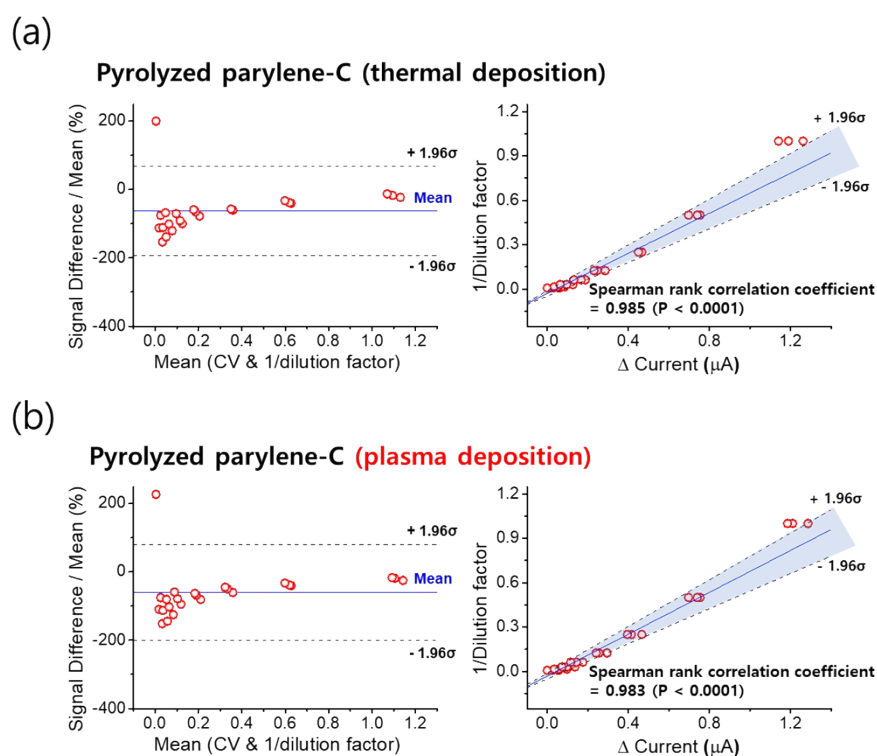 (a)
Pyrolyzed parylene-C (thermal deposition)
Signal Difference / Mean (%)
200
0
-200
-400
+ 1.96σ
Mean
- 1.96σ
0.0 0.2 0.4 0.6 0.8 1.0 1.2
Mean (CV & 1/dilution factor)
1/Dilution factor
1.2
0.9
0.6
0.3
0.0
+ 1.96σ
- 1.96σ
Spearman rank correlation coefficient
= 0.985 (P < 0.0001)
0.0 0.4 0.8 1.2
Δ Current (μA)
(b)
Pyrolyzed parylene-C (plasma deposition)
Signal Difference / Mean (%)
200
0
-200
-400
+ 1.96σ
Mean
- 1.96σ
0.0 0.2 0.4 0.6 0.8 1.0 1.2
Mean (CV & 1/dilution factor)
1/Dilution factor
1.2
0.9
0.6
0.3
0.0
+ 1.96σ
- 1.96σ
Spearman rank correlation coefficient
= 0.983 (P < 0.0001)
0.0 0.4 0.8 1.2
Δ Current (μA)